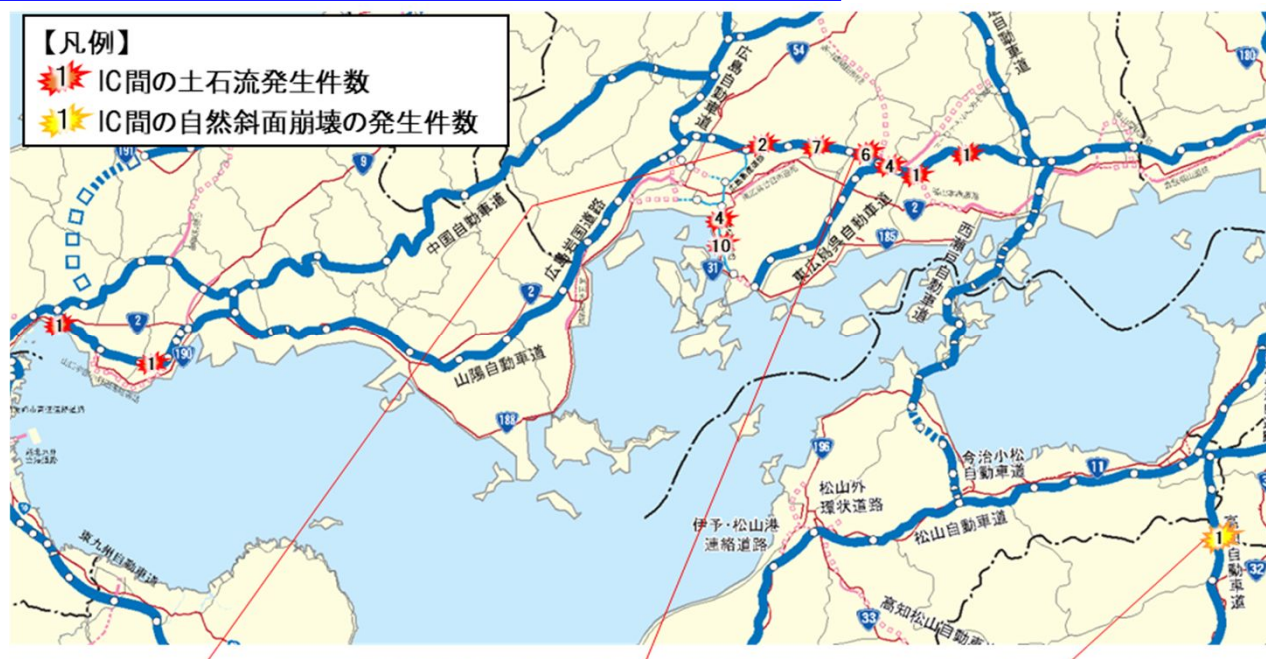 【凡例】
1 IC間の土石流発生件数
1 IC間の自然斜面崩壊の発生件数
広島自動車道
54
180
191
9
2
7
6
4
1
1
中国自動車道
広島岩国道路
4
10
31
東広島呉自動車道
2
185
西瀬戸自動車道
2
1
2
1
190
山陽自動車道
188
196
今治小松
自動車道
11
松山外
環状道路
伊予・松山港
連絡道路
松山自動車道
1
高知自動車道
32
東九州自動車道
33
高知松山自動車